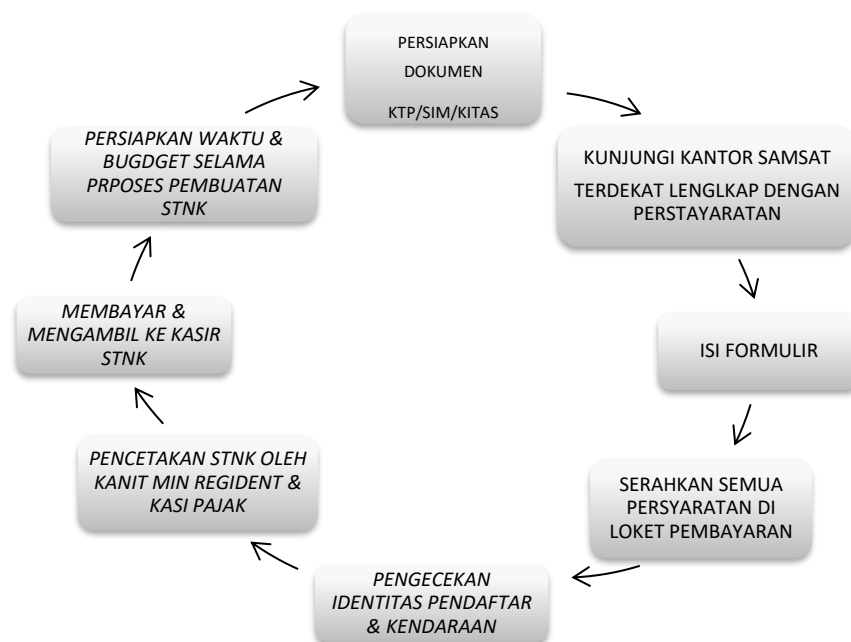 PERSIAPKAN
DOKUMEN
KTP/SIM/KITAS
KUNJUNGI KANTOR SAMSAT
TERDEKAT LENGLKAP DENGAN
PERSTAYARATAN
ISI FORMULIR
SERAHKAN SEMUA
PERSYARATAN DI
LOKET PEMBAYARAN
PENGECEKAN
IDENTITAS PENDAFTAR
& KENDARAAN
PENCETAKAN STNK OLEH
KANIT MIN REGIDENT &
KASI PAJAK
MEMBAYAR &
MENGAMBIL KE KASIR
STNK
PERSIAPKAN WAKTU &
BUGDGET SELAMA
PRPOSES PEMBUATAN
STNK